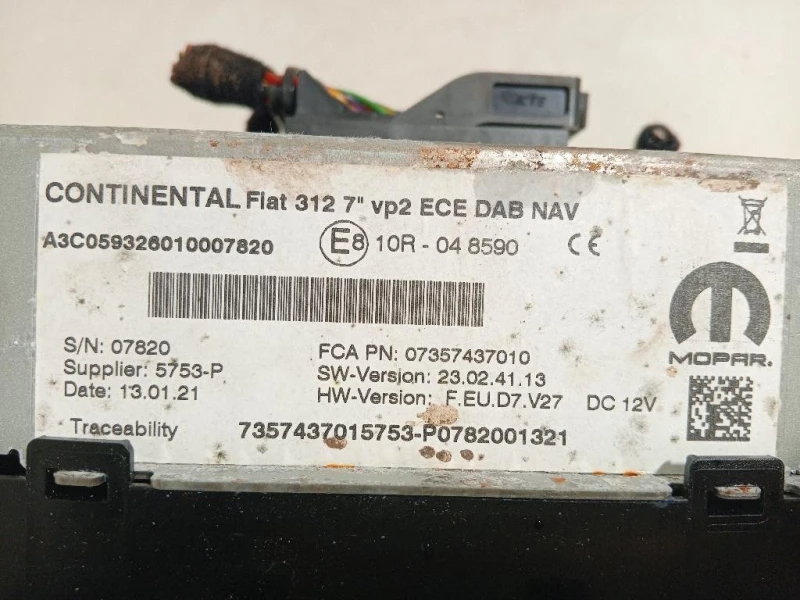 CONTINENTAL Fiat 312 7" vp2 ECE DAB NAV
A3C059326010007820 E8 10R - 04 8590 CE
S/N: 07820 FCA PN: 07357437010
Supplier: 5753-P SW-Version: 23.02.41.13
Date: 13.01.21 HW-Version: F.EU.D7.V27 DC 12V
MOPAR.
Traceability 7357437015753-P0782001321